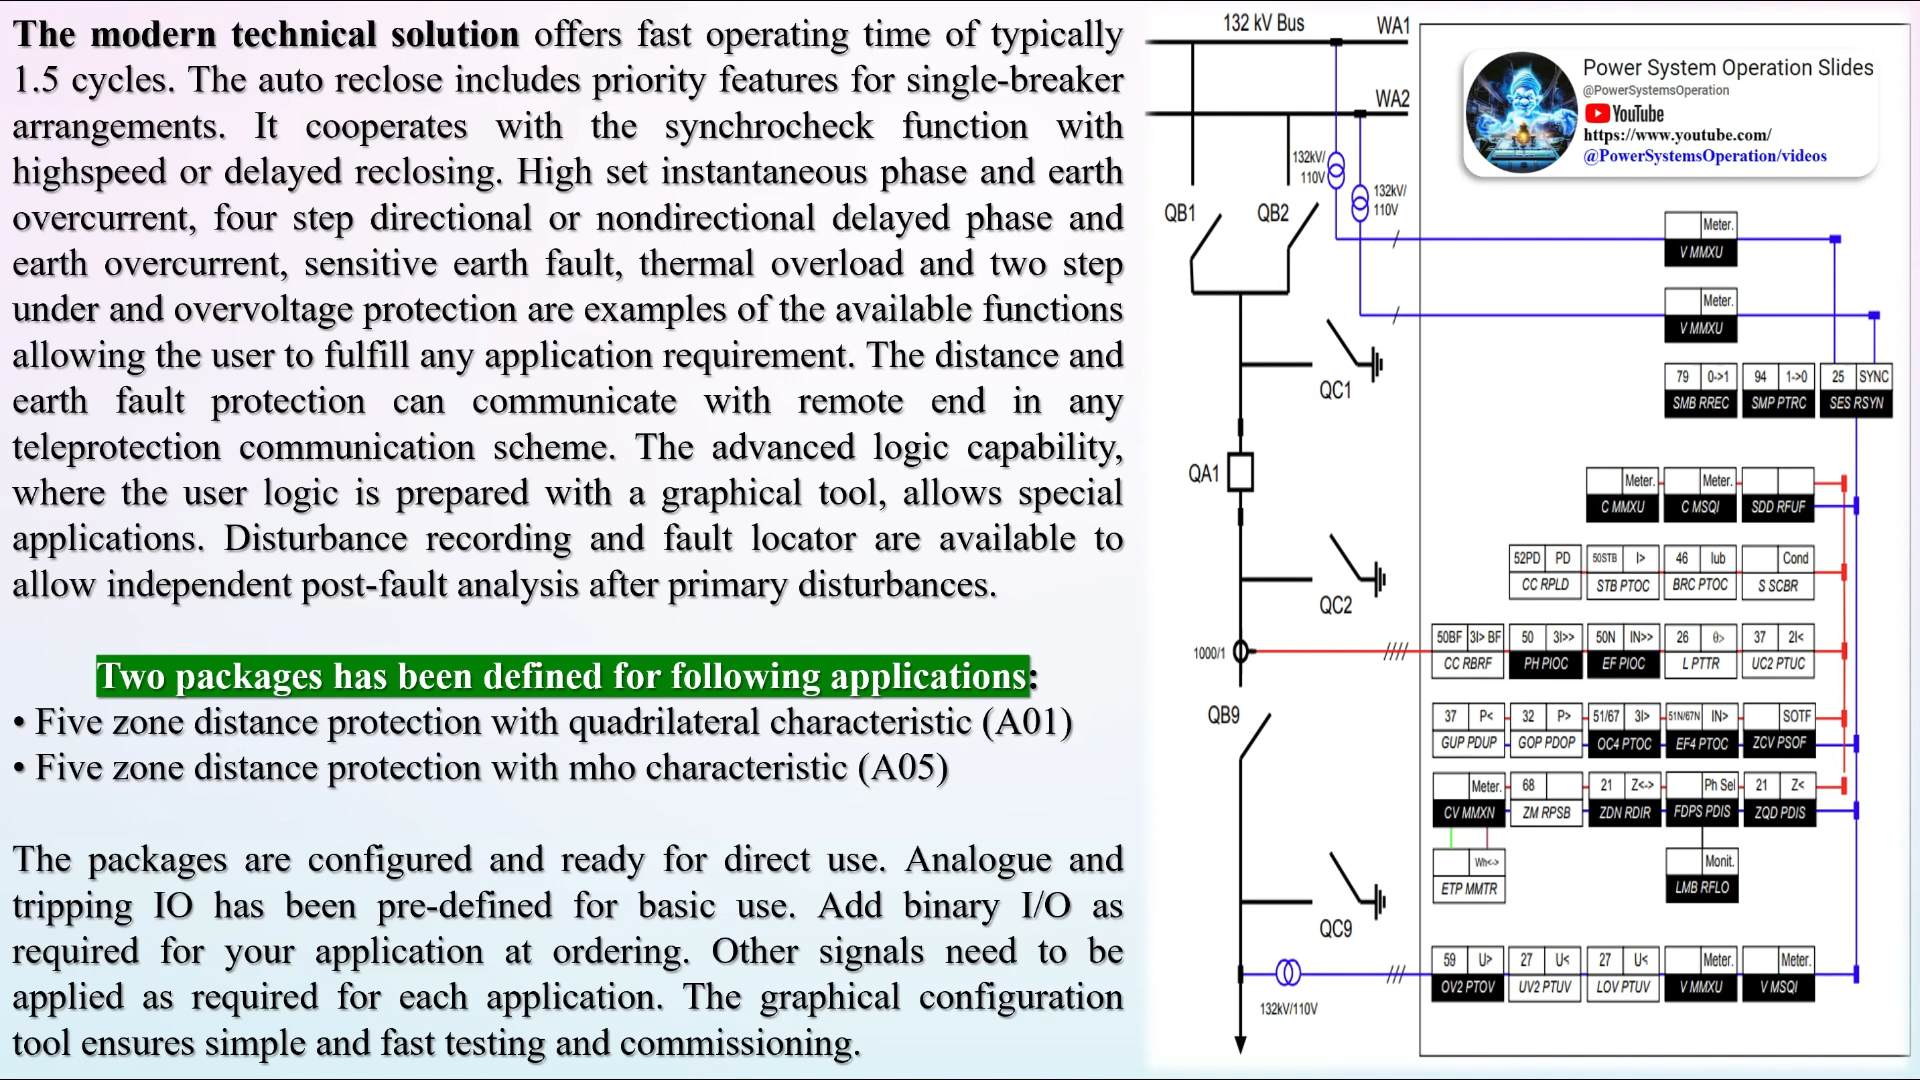 The modern technical solution offers fast operating time of typically
1.5 cycles. The auto reclose includes priority features for single-breaker
arrangements. It cooperates with the synchrocheck function with
highspeed or delayed reclosing. High set instantaneous phase and earth
overcurrent, four step directional or nondirectional delayed phase and
earth overcurrent, sensitive earth fault, thermal overload and two step
under and overvoltage protection are examples of the available functions
allowing the user to fulfill any application requirement. The distance and
earth fault protection can communicate with remote end in any
teleprotection communication scheme. The advanced logic capability,
where the user logic is prepared with a graphical tool, allows special
applications. Disturbance recording and fault locator are available to
allow independent post-fault analysis after primary disturbances.
Two packages has been defined for following applications:
• Five zone distance protection with quadrilateral characteristic (A01)
• Five zone distance protection with mho characteristic (A05)
The packages are configured and ready for direct use. Analogue and
tripping IO has been pre-defined for basic use. Add binary I/O as
required for your application at ordering. Other signals need to be
applied as required for each application. The graphical configuration
tool ensures simple and fast testing and commissioning.
132 kV Bus
WA1
WA2
132kV/
110V
132kV/
110V
QB1
QB2
QC1
QA1
QC2
1000/1
QB9
QC9
132kV/110V
Power System Operation Slides
@PowerSystemsOperation
YouTube
https://www.youtube.com/
@PowerSystemsOperation/videos
Meter.
V MMXU
Meter.
V MMXU
79 0->1 94 1->0 25 SYNC
SMB RREC SMP PTRC SES RSYN
Meter. Meter.
C MMXU C MSQI SDD RFUF
52PD PD 50STB I> 46 Iub Cond
CC RPLD STB PTOC BRC PTOC S SCBR
50BF 3I> BF 50 3I>> 50N IN>> 26 θ> 37 2I<
CC RBRF PH PIOC EF PIOC L PTTR UC2 PTUC
37 P< 32 P> 51/67 3I> 51N/67N IN> SOTF
GUP PDUP GOP PDOP OC4 PTOC EF4 PTOC ZCV PSOF
Meter. 68 21 Z<-> Ph Sel 21 Z<
CV MMXN ZM RPSB ZDN RDIR FDPS PDIS ZQD PDIS
Wh<-> Monit.
ETP MMTR LMB RFLO
59 U> 27 U< 27 U< Meter. Meter.
OV2 PTOV UV2 PTUV LOV PTUV V MMXU V MSQI